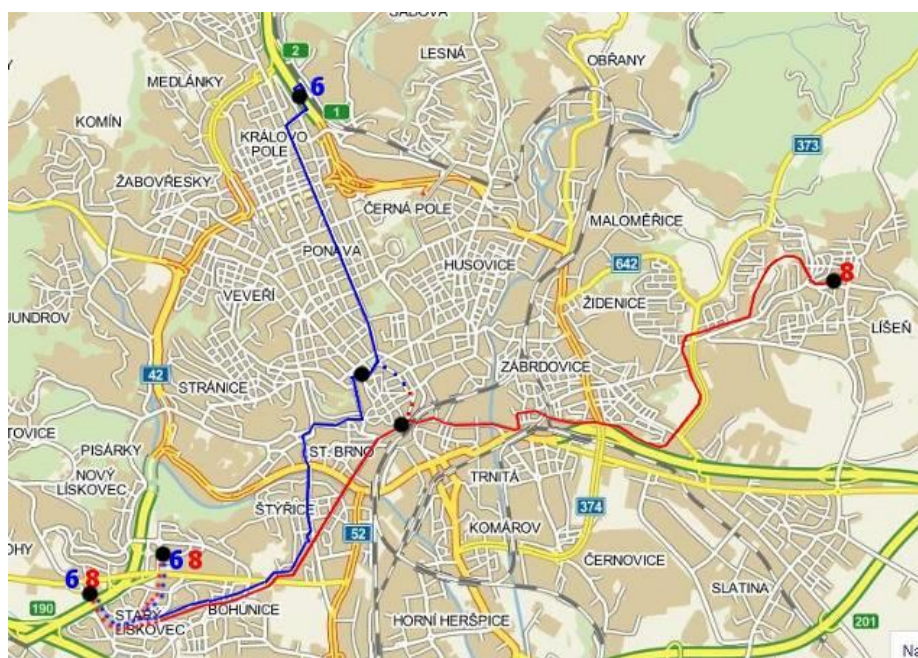 SADOVÁ
2
LESNÁ
OBŘANY
MEDLÁNKY
6
1
KOMÍN
KRÁLOVO
POLE
373
ŽABOVŘESKY
ČERNÁ POLE
MALOMĚŘICE
PONAVA
HUSOVICE
642
8
VEVEŘÍ
ŽIDENICE
JUNDROV
LÍŠEŇ
42
STRÁNICE
ZÁBRDOVICE
PISÁRKY
ST. BRNO
NOVÝ
LÍSKOVEC
TRNITÁ
ŠTÝŘICE
374
52
KOMÁROV
6 8
ČERNOVICE
6 8
SLATINA
190
STARÝ
LÍSKOVEC
BOHUNICE
HORNÍ HERŠPICE
201